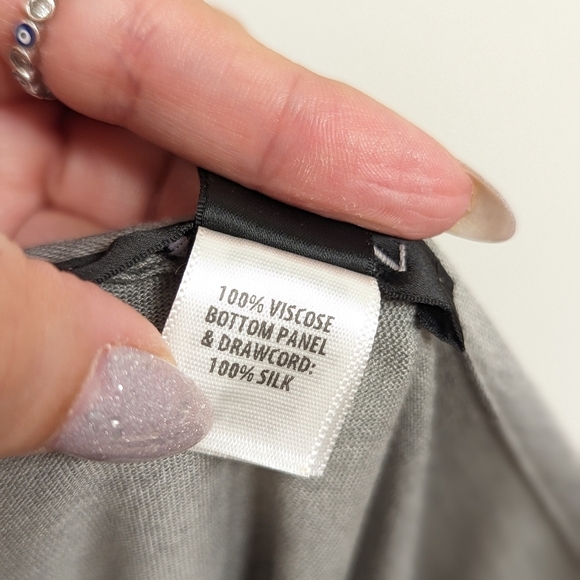 100% VISCOSE
BOTTOM PANEL
& DRAWCORD:
100% SILK